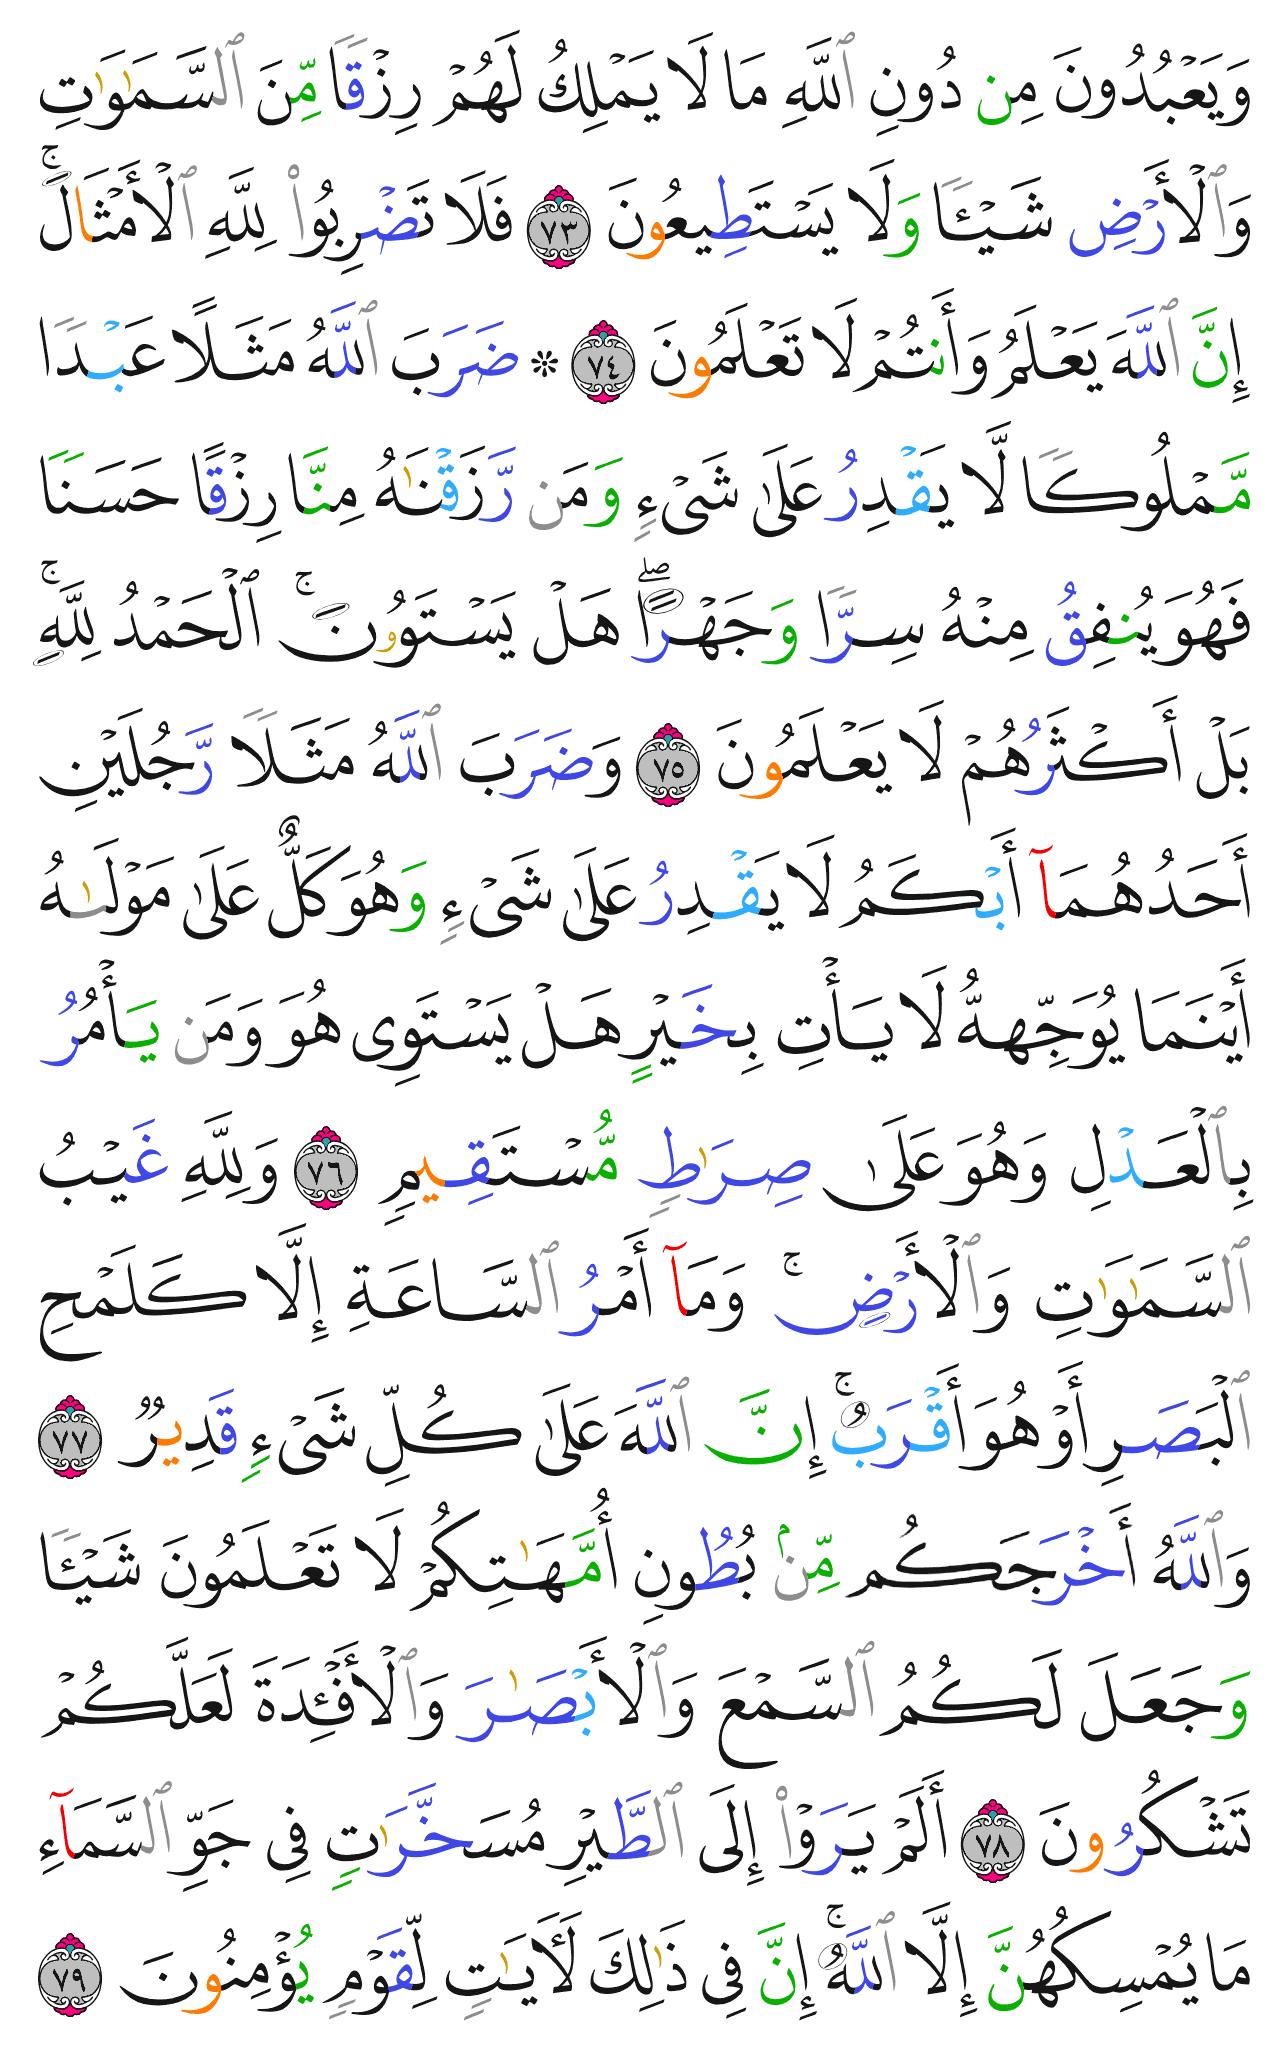 وَيَعْبُدُونَ مِن دُونِ ٱللَّهِ مَا لَا يَمْلِكُ لَهُمْ رِزْقًا مِّنَ ٱلسَّمَٰوَٰتِ
وَٱلْأَرْضِ شَيْـًٔا وَلَا يَسْتَطِيعُونَ ٧٣ فَلَا تَضْرِبُوا۟ لِلَّهِ ٱلْأَمْثَالَ ۚ
إِنَّ ٱللَّهَ يَعْلَمُ وَأَنتُمْ لَا تَعْلَمُونَ ٧٤ ۞ ضَرَبَ ٱللَّهُ مَثَلًا عَبْدًا
مَّمْلُوكًا لَّا يَقْدِرُ عَلَىٰ شَىْءٍ وَمَن رَّزَقْنَٰهُ مِنَّا رِزْقًا حَسَنًا
فَهُوَ يُنفِقُ مِنْهُ سِرًّا وَجَهْرًا ۖ هَلْ يَسْتَوُۥنَ ۚ ٱلْحَمْدُ لِلَّهِ ۚ
بَلْ أَكْثَرُهُمْ لَا يَعْلَمُونَ ٧٥ وَضَرَبَ ٱللَّهُ مَثَلًا رَّجُلَيْنِ
أَحَدُهُمَآ أَبْكَمُ لَا يَقْدِرُ عَلَىٰ شَىْءٍ وَهُوَ كَلٌّ عَلَىٰ مَوْلَىٰهُ
أَيْنَمَا يُوَجِّههُّ لَا يَأْتِ بِخَيْرٍ هَلْ يَسْتَوِى هُوَ وَمَن يَأْمُرُ
بِٱلْعَدْلِ وَهُوَ عَلَىٰ صِرَٰطٍ مُّسْتَقِيمٍ ٧٦ وَلِلَّهِ غَيْبُ
ٱلسَّمَٰوَٰتِ وَٱلْأَرْضِ ۚ وَمَآ أَمْرُ ٱلسَّاعَةِ إِلَّا كَلَمْحِ
ٱلْبَصَرِ أَوْ هُوَ أَقْرَبُ ۚ إِنَّ ٱللَّهَ عَلَىٰ كُلِّ شَىْءٍ قَدِيرٌ ٧٧
وَٱللَّهُ أَخْرَجَكُم مِّنۢ بُطُونِ أُمَّهَٰتِكُمْ لَا تَعْلَمُونَ شَيْـًٔا
وَجَعَلَ لَكُمُ ٱلسَّمْعَ وَٱلْأَبْصَٰرَ وَٱلْأَفْـِٔدَةَ لَعَلَّكُمْ
تَشْكُرُونَ ٧٨ أَلَمْ يَرَوْا۟ إِلَى ٱلطَّيْرِ مُسَخَّرَٰتٍ فِى جَوِّ ٱلسَّمَآءِ
مَا يُمْسِكُهُنَّ إِلَّا ٱللَّهُ ۚ إِنَّ فِى ذَٰلِكَ لَـَٔايَٰتٍ لِّقَوْمٍ يُؤْمِنُونَ ٧٩